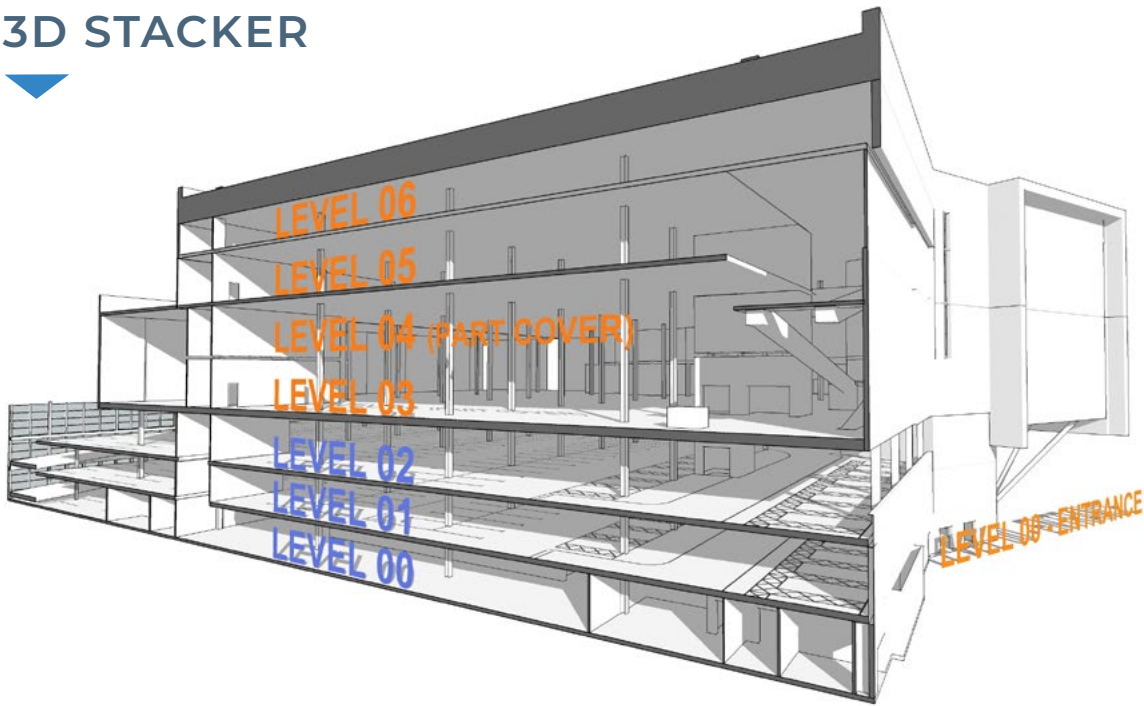 3D STACKER
LEVEL 06
LEVEL 05
LEVEL 04 (PART COVER)
LEVEL 03
LEVEL 02
LEVEL 01
LEVEL 00
LEVEL 00 - ENTRANCE